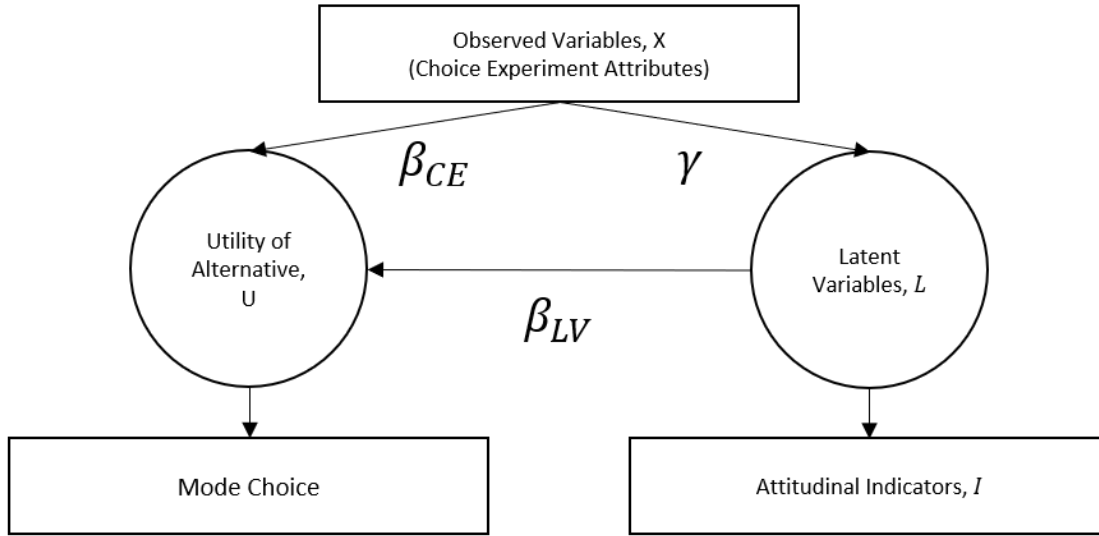 Observed Variables, X
(Choice Experiment Attributes)
β_CE
γ
Utility of
Alternative,
U
Latent
Variables, L
β_LV
Mode Choice
Attitudinal Indicators, I